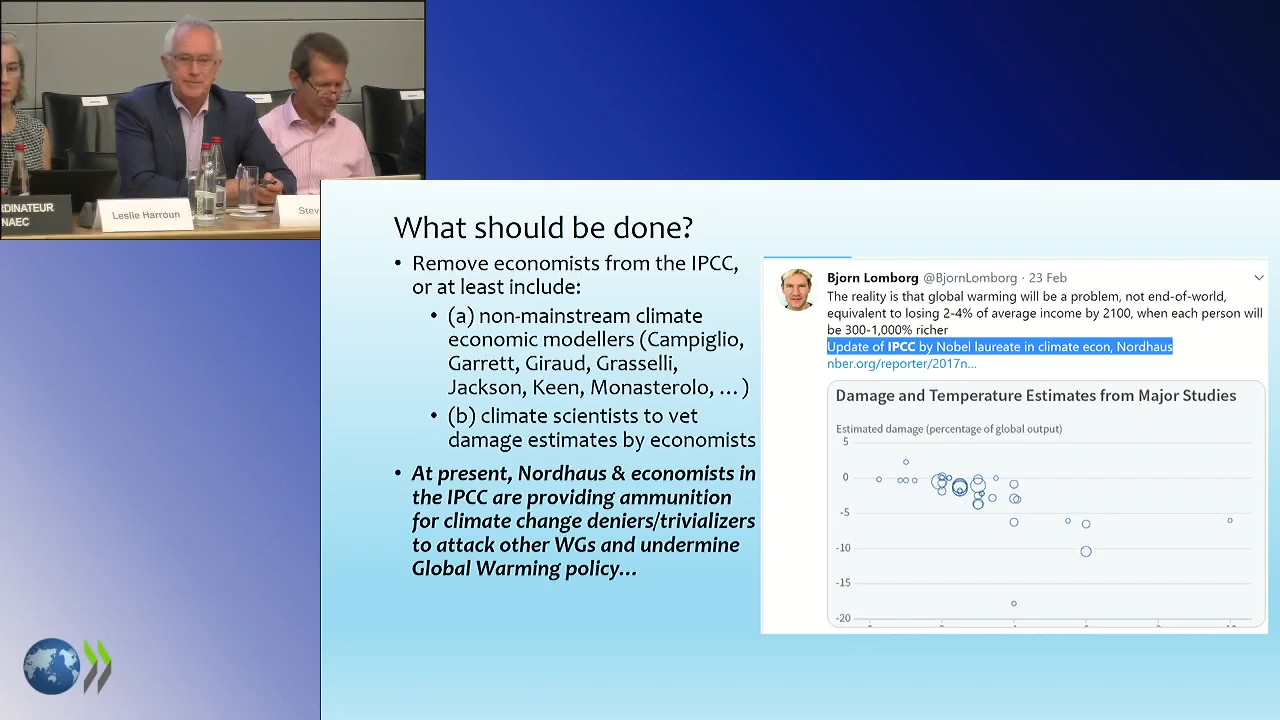 RDINATEUR
NAEC
Leslie Harroun
Stev
What should be done?
• Remove economists from the IPCC,
or at least include:
• (a) non-mainstream climate
economic modellers (Campiglio,
Garrett, Giraud, Grasselli,
Jackson, Keen, Monasterolo, …)
• (b) climate scientists to vet
damage estimates by economists
• At present, Nordhaus & economists in
the IPCC are providing ammunition
for climate change deniers/trivializers
to attack other WGs and undermine
Global Warming policy…
Bjorn Lomborg @BjornLomborg · 23 Feb
The reality is that global warming will be a problem, not end-of-world,
equivalent to losing 2-4% of average income by 2100, when each person will
be 300-1,000% richer
Update of IPCC by Nobel laureate in climate econ, Nordhaus
nber.org/reporter/2017n...
Damage and Temperature Estimates from Major Studies
Estimated damage (percentage of global output)
5
0
-5
-10
-15
-20